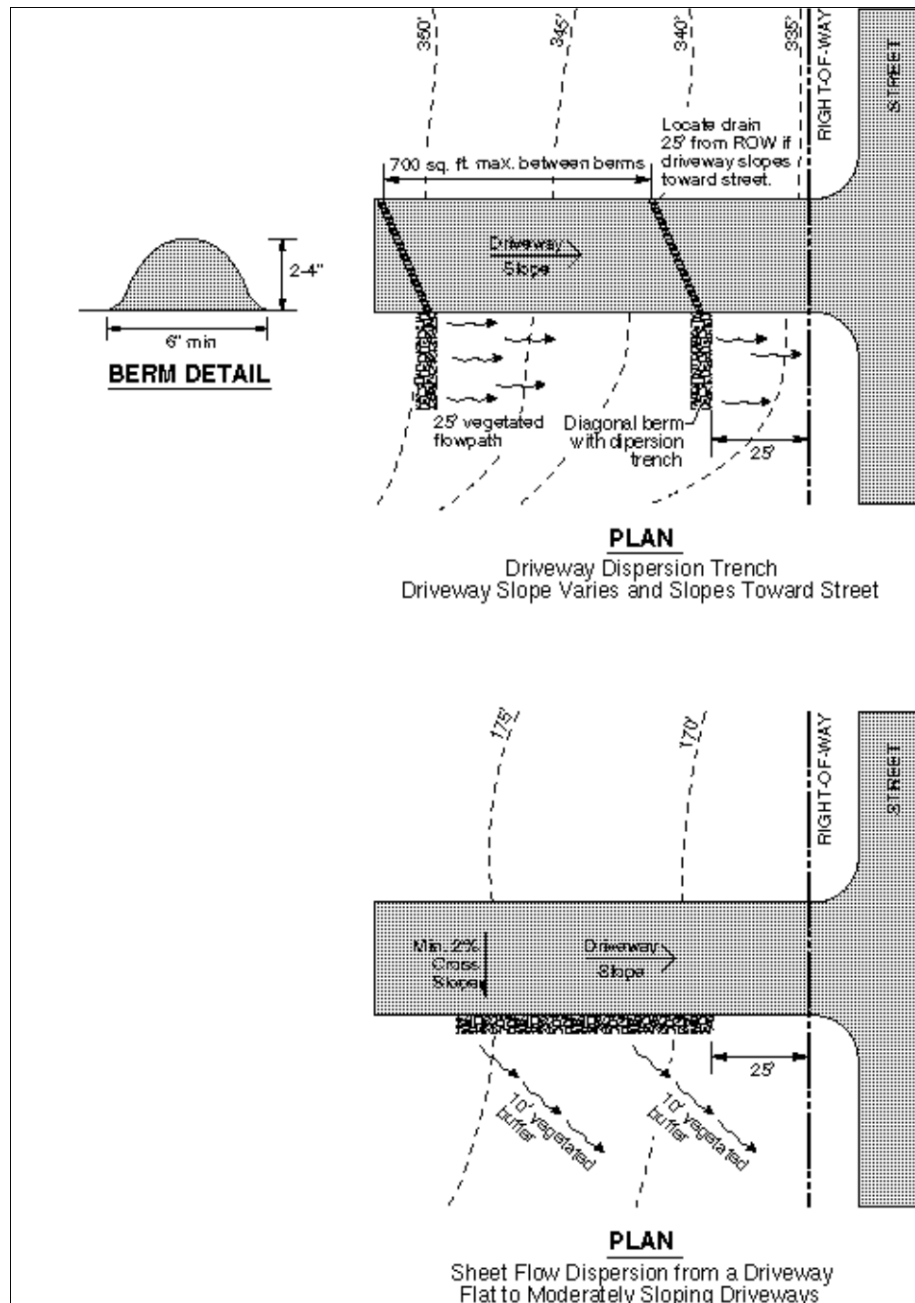 350'
345'
340'
335'
RIGHT-OF-WAY
STREET
Locate drain
25' from ROW if
driveway slopes
toward street.
700 sq. ft. max. between berms
Driveway
Slope
2-4"
6" min
BERM DETAIL
25' vegetated
flowpath
Diagonal berm
with dipersion
trench
25'
PLAN
Driveway Dispersion Trench
Driveway Slope Varies and Slopes Toward Street
175'
170'
RIGHT-OF-WAY
STREET
Min. 2%
Cross
Slope
Driveway
Slope
25'
10' vegetated
buffer
10' vegetated
buffer
PLAN
Sheet Flow Dispersion from a Driveway
Flat to Moderately Sloping Driveways